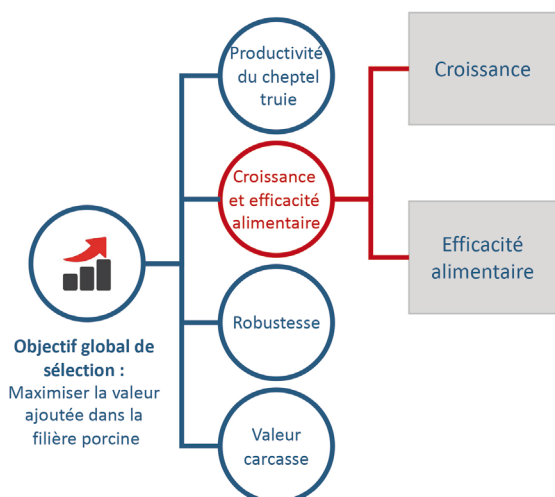 Productivité
du cheptel
truie
Croissance
et efficacité
alimentaire
Croissance
Efficacité
alimentaire
Objectif global de
sélection :
Maximiser la valeur
ajoutée dans la
filière porcine
Robustesse
Valeur
carcasse